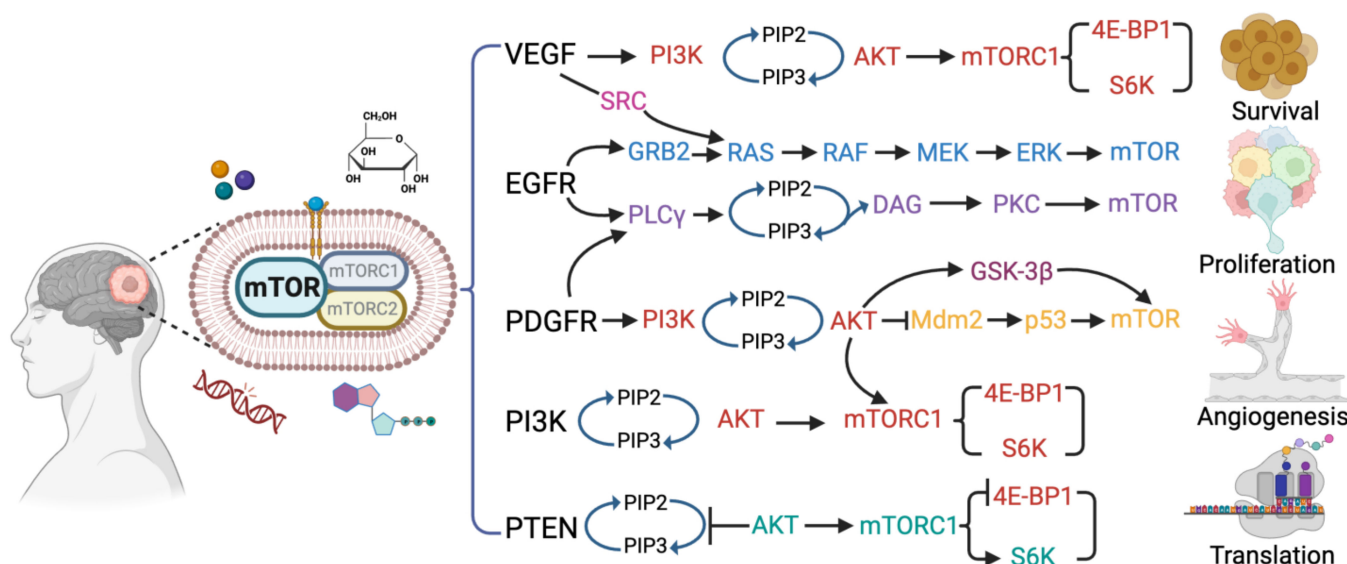 VEGF PI3K PIP2 PIP3 AKT mTORC1 4E-BP1 S6K
Survival
SRC
EGFR GRB2 RAS RAF MEK ERK mTOR
PLCγ PIP2 PIP3 DAG PKC mTOR
Proliferation
GSK-3β
PDGFR PI3K PIP2 PIP3 AKT Mdm2 p53 mTOR
Angiogenesis
PI3K PIP2 PIP3 AKT mTORC1 4E-BP1 S6K
PTEN PIP2 PIP3 AKT mTORC1 4E-BP1 S6K
Translation
CH₂OH
O
OH
OH
OH
OH
OH
mTOR
mTORC1
mTORC2
P P P